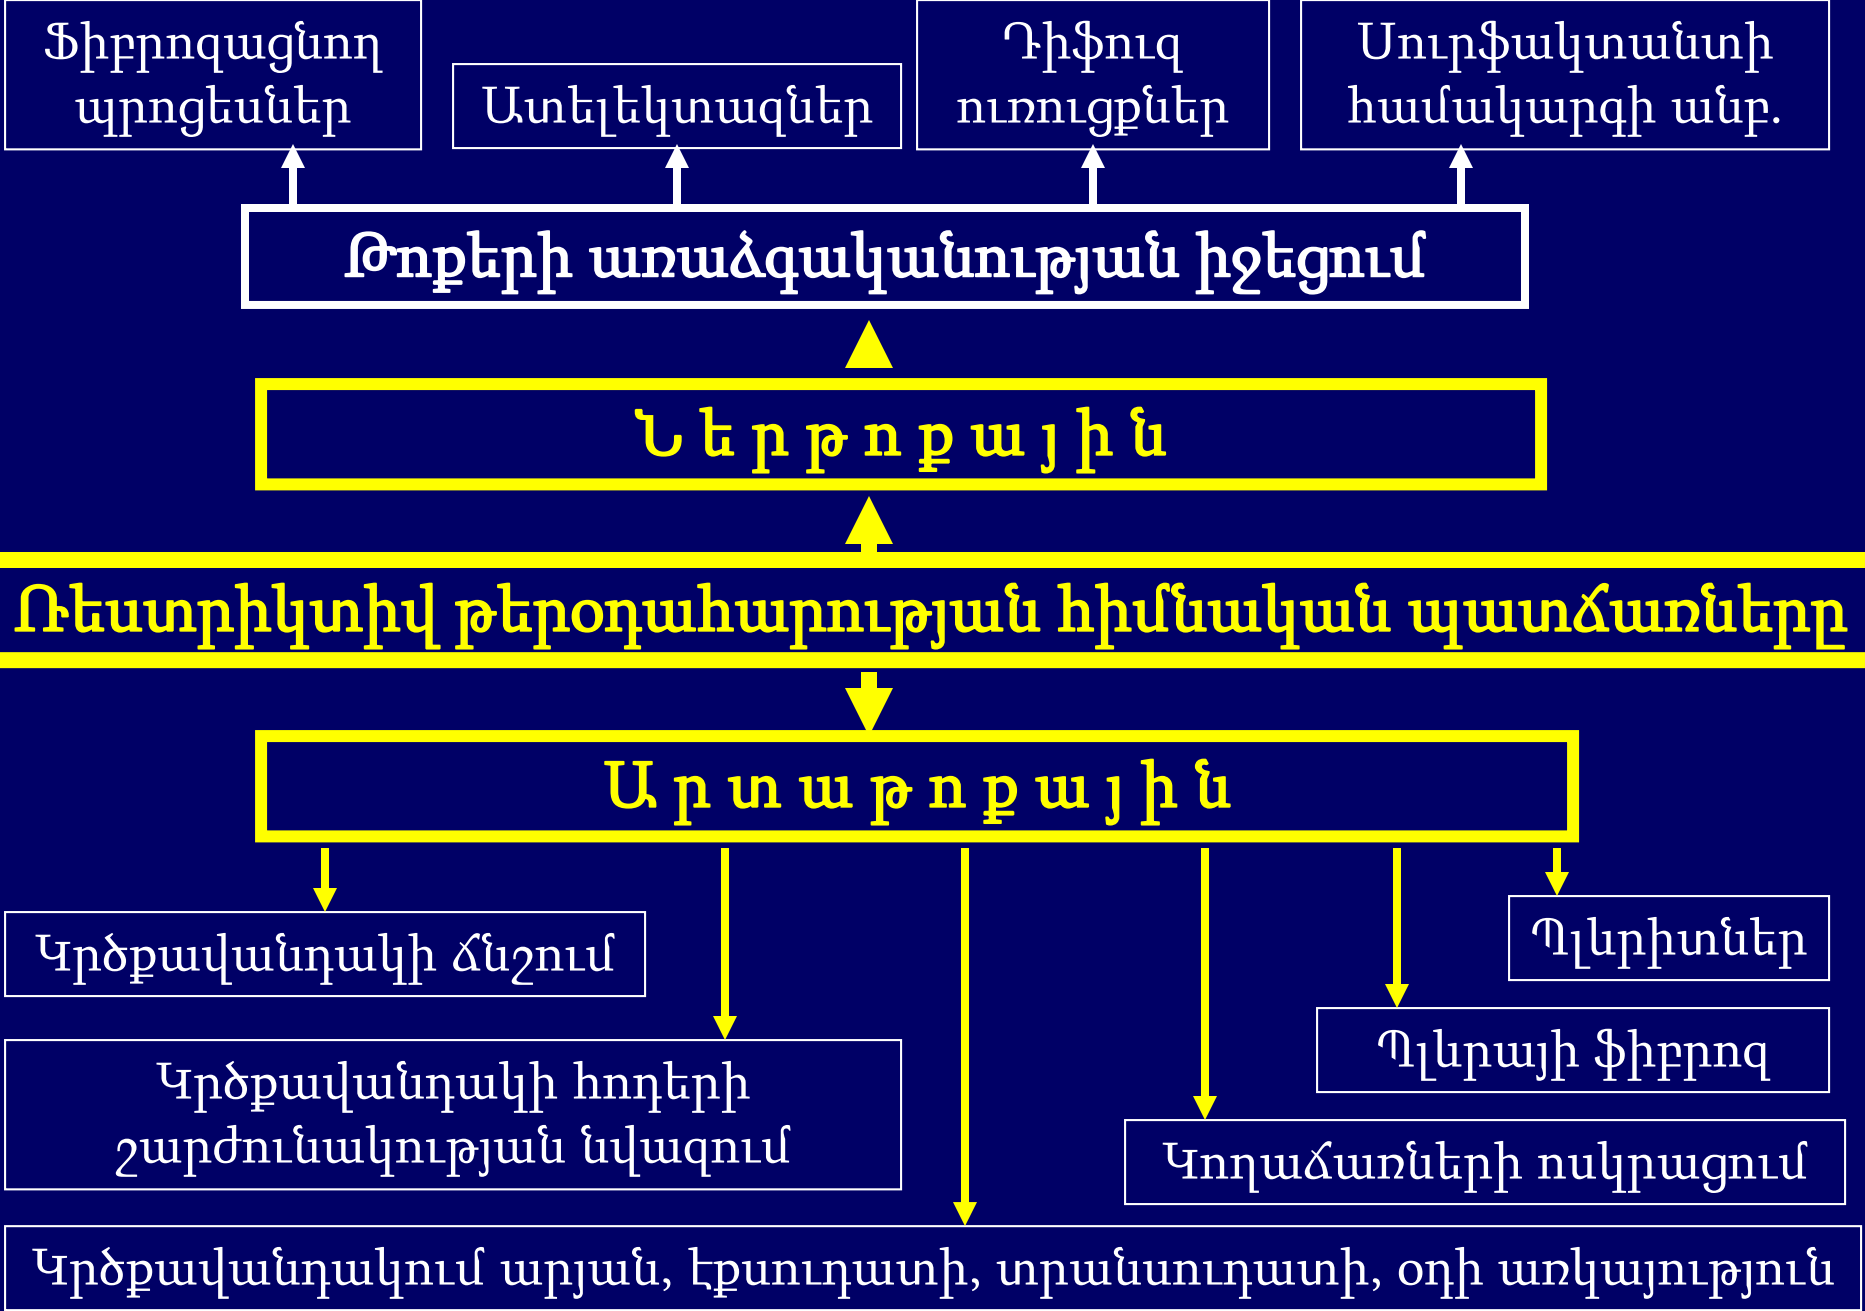 Ֆիբրոզացնող
պրոցեսներ
Ատելեկտազներ
Դիֆուզ
ուռուցքներ
Սուրֆակտանտի
համակարգի անբ.
Թոքերի առաձգականության իջեցում
Ն ե ր թ ո ք ա յ ի ն
Ռեստրիկտիվ թերօդահարության հիմնական պատճառները
Ա ր տ ա թ ո ք ա յ ի ն
Կրծքավանդակի ճնշում
Պլևրիտներ
Կրծքավանդակի հոդերի
շարժունակության նվազում
Պլևրայի ֆիբրոզ
Կողաճառների ոսկրացում
Կրծքավանդակում արյան, էքսուդատի, տրանսուդատի, օդի առկայություն